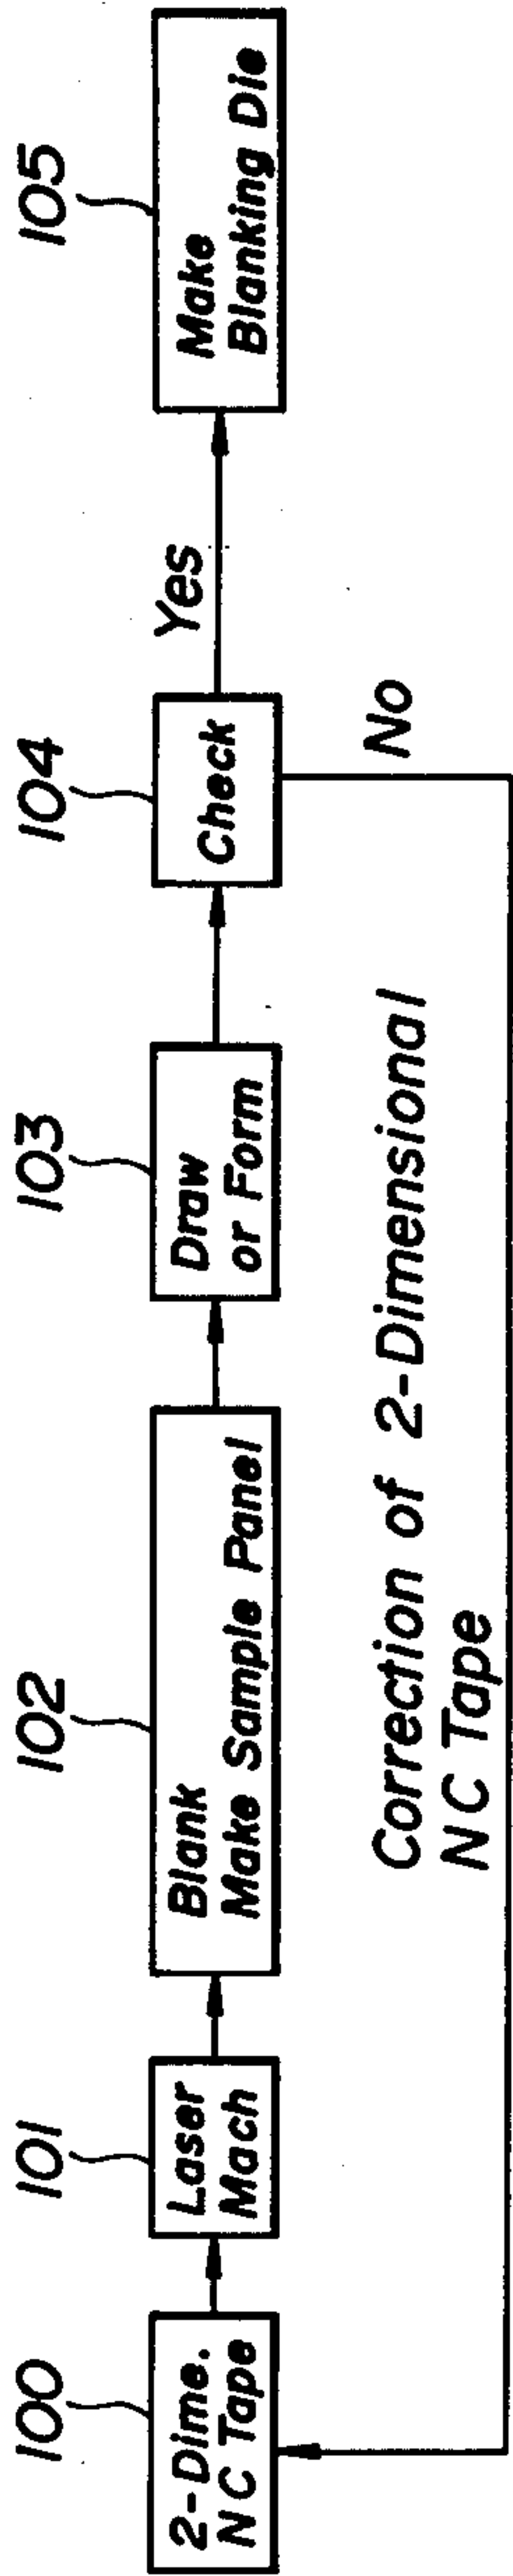 100
2-Dime.
NC Tape
101
Laser
Mach
102
Blank
Make Sample Panel
103
Draw
or Form
104
Check
Yes
105
Make
Blanking Die
No
Correction of 2-Dimensional
NC Tape